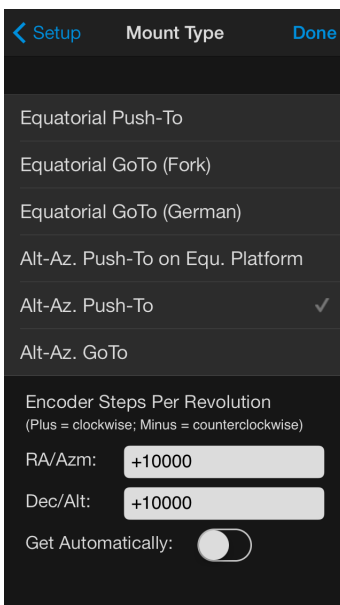 Setup Mount Type Done
Equatorial Push-To
Equatorial GoTo (Fork)
Equatorial GoTo (German)
Alt-Az. Push-To on Equ. Platform
Alt-Az. Push-To
Alt-Az. GoTo
Encoder Steps Per Revolution
(Plus = clockwise; Minus = counterclockwise)
RA/Azm: +10000
Dec/Alt: +10000
Get Automatically: